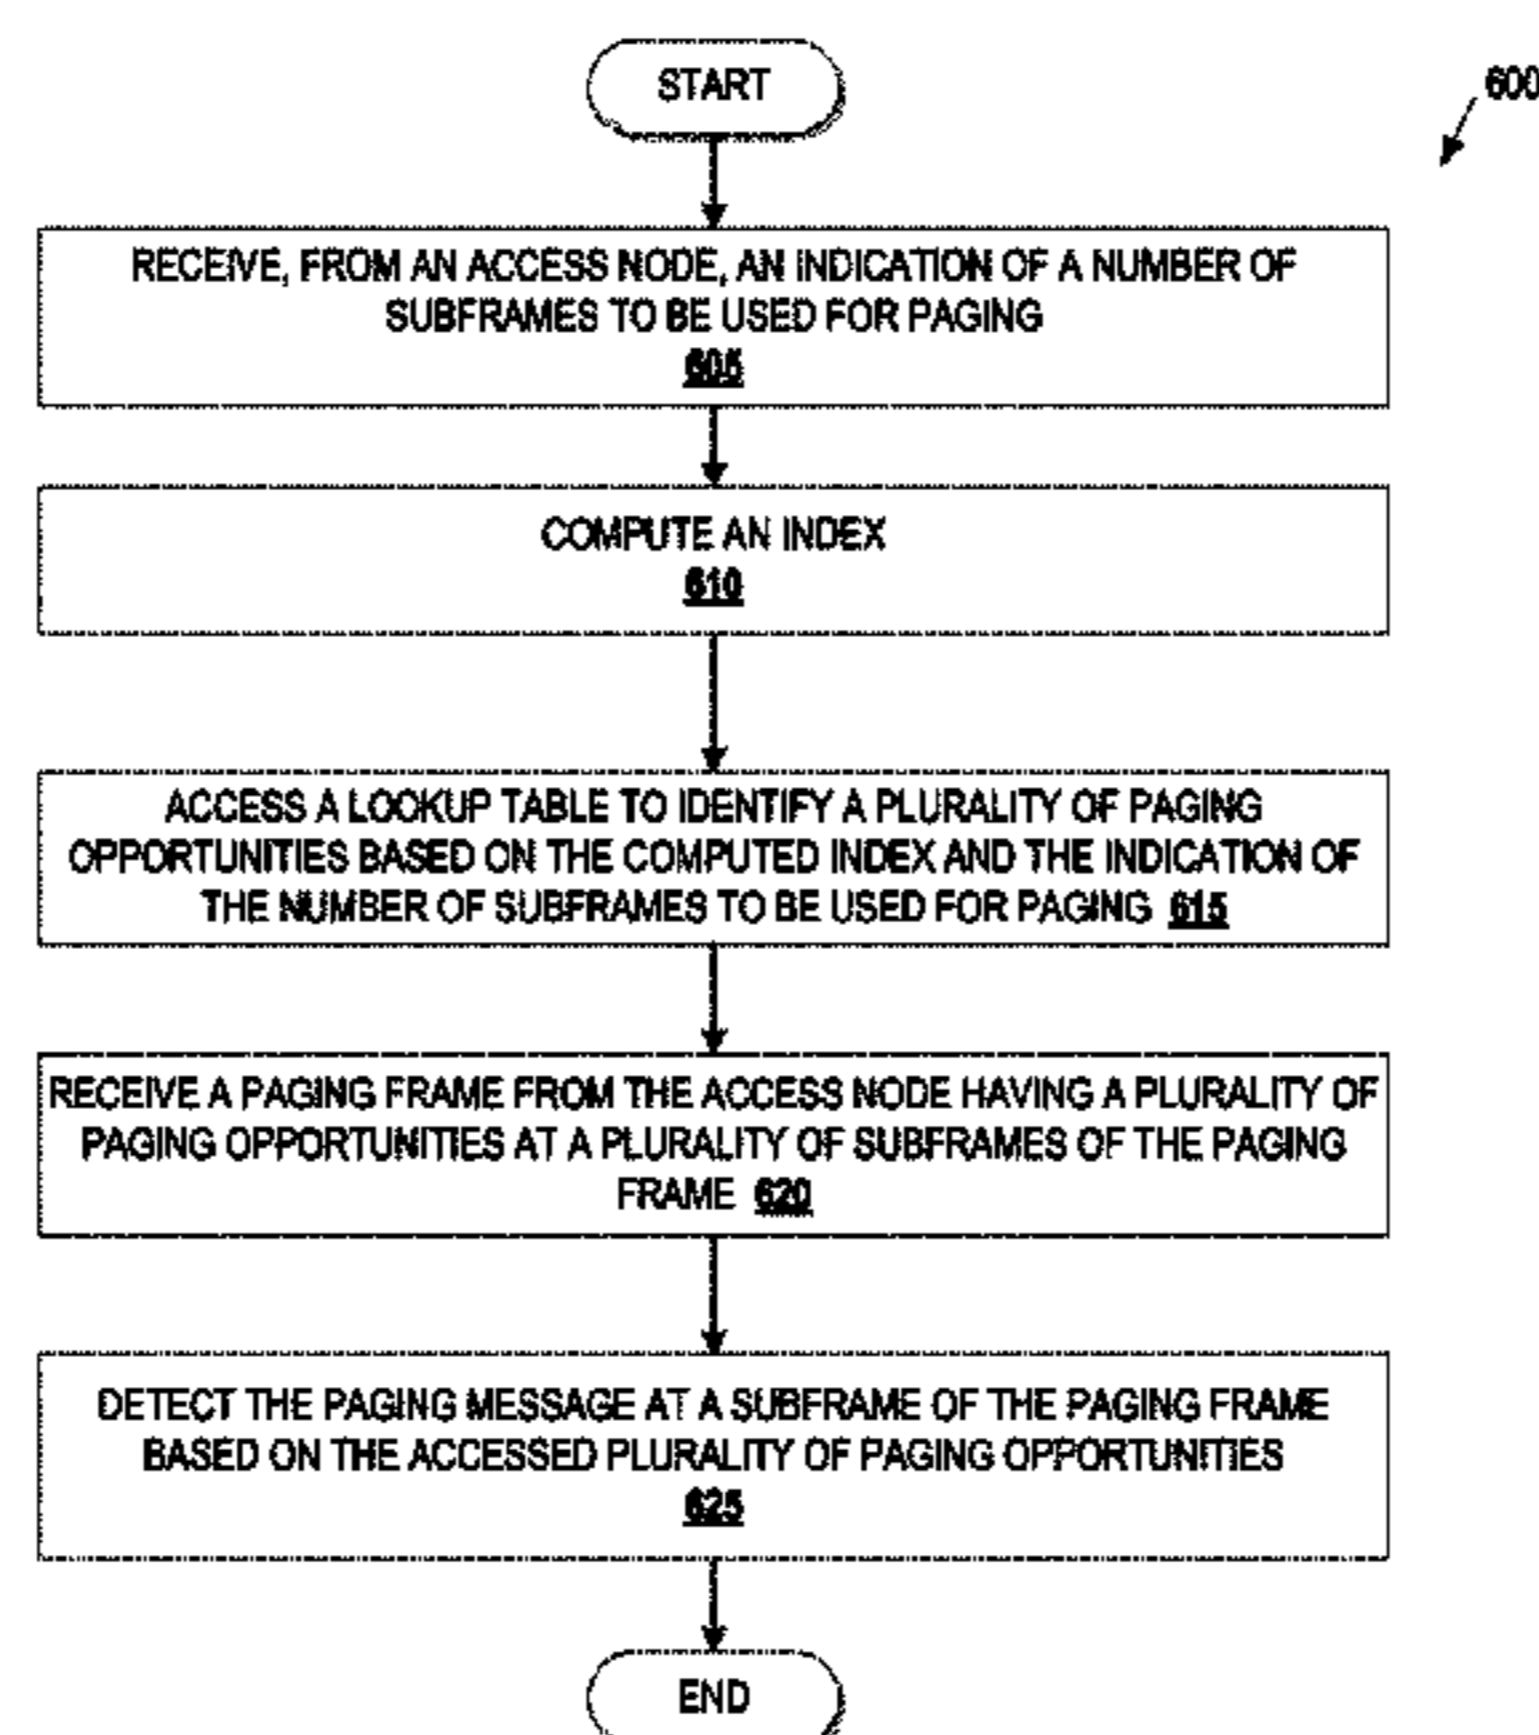 START
600
RECEIVE, FROM AN ACCESS NODE, AN INDICATION OF A NUMBER OF
SUBFRAMES TO BE USED FOR PAGING
605
COMPUTE AN INDEX
610
ACCESS A LOOKUP TABLE TO IDENTIFY A PLURALITY OF PAGING
OPPORTUNITIES BASED ON THE COMPUTED INDEX AND THE INDICATION OF
THE NUMBER OF SUBFRAMES TO BE USED FOR PAGING 615
RECEIVE A PAGING FRAME FROM THE ACCESS NODE HAVING A PLURALITY OF
PAGING OPPORTUNITIES AT A PLURALITY OF SUBFRAMES OF THE PAGING
FRAME 620
DETECT THE PAGING MESSAGE AT A SUBFRAME OF THE PAGING FRAME
BASED ON THE ACCESSED PLURALITY OF PAGING OPPORTUNITIES
625
END